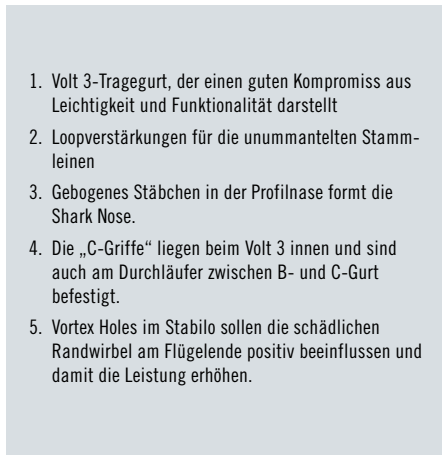 1. Volt 3-Tragegurt, der einen guten Kompromiss aus
Leichtigkeit und Funktionalität darstellt
2. Loopverstärkungen für die unummantelten Stamm-
leinen
3. Gebogenes Stäbchen in der Profilnase formt die
Shark Nose.
4. Die „C-Griffe“ liegen beim Volt 3 innen und sind
auch am Durchläufer zwischen B- und C-Gurt
befestigt.
5. Vortex Holes im Stabilo sollen die schädlichen
Randwirbel am Flügelende positiv beeinflussen und
damit die Leistung erhöhen.